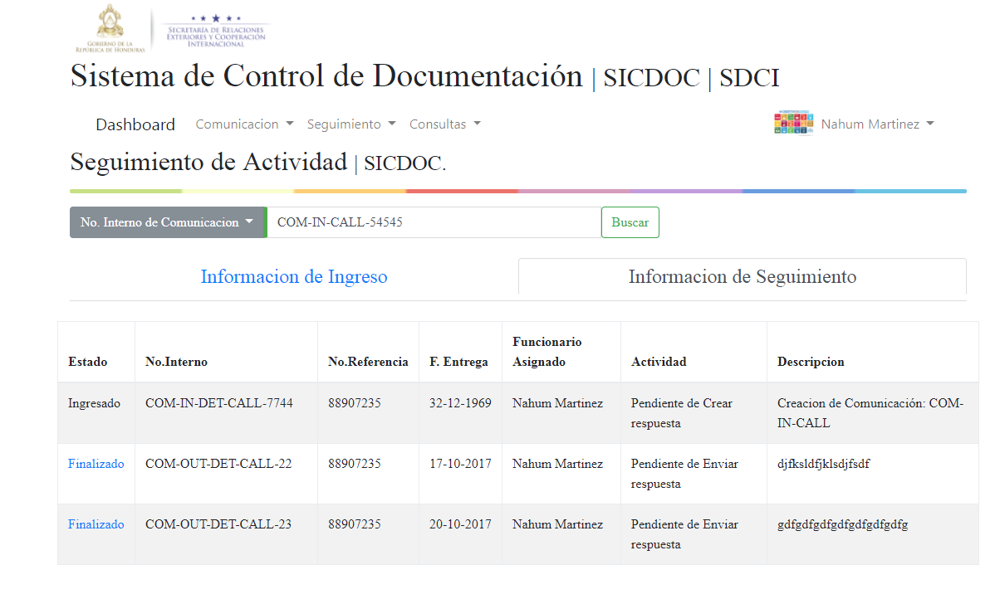 GOBIERNO DE LA
REPÚBLICA DE HONDURAS
SECRETARÍA DE RELACIONES
EXTERIORES Y COOPERACIÓN
INTERNACIONAL
Sistema de Control de Documentación | SICDOC | SDCI
Dashboard Comunicacion Seguimiento Consultas Nahum Martinez
Seguimiento de Actividad | SICDOC.
No. Interno de Comunicacion COM-IN-CALL-54545 Buscar
Informacion de Ingreso Informacion de Seguimiento
Estado No.Interno No.Referencia F. Entrega Funcionario Asignado Actividad Descripcion
Ingresado COM-IN-DET-CALL-7744 88907235 32-12-1969 Nahum Martinez Pendiente de Crear respuesta Creacion de Comunicación: COM-IN-CALL
Finalizado COM-OUT-DET-CALL-22 88907235 17-10-2017 Nahum Martinez Pendiente de Enviar respuesta djfksldfjklsdjfsdf
Finalizado COM-OUT-DET-CALL-23 88907235 20-10-2017 Nahum Martinez Pendiente de Enviar respuesta gdfgdfgdfgdfgdfgdfgdfg